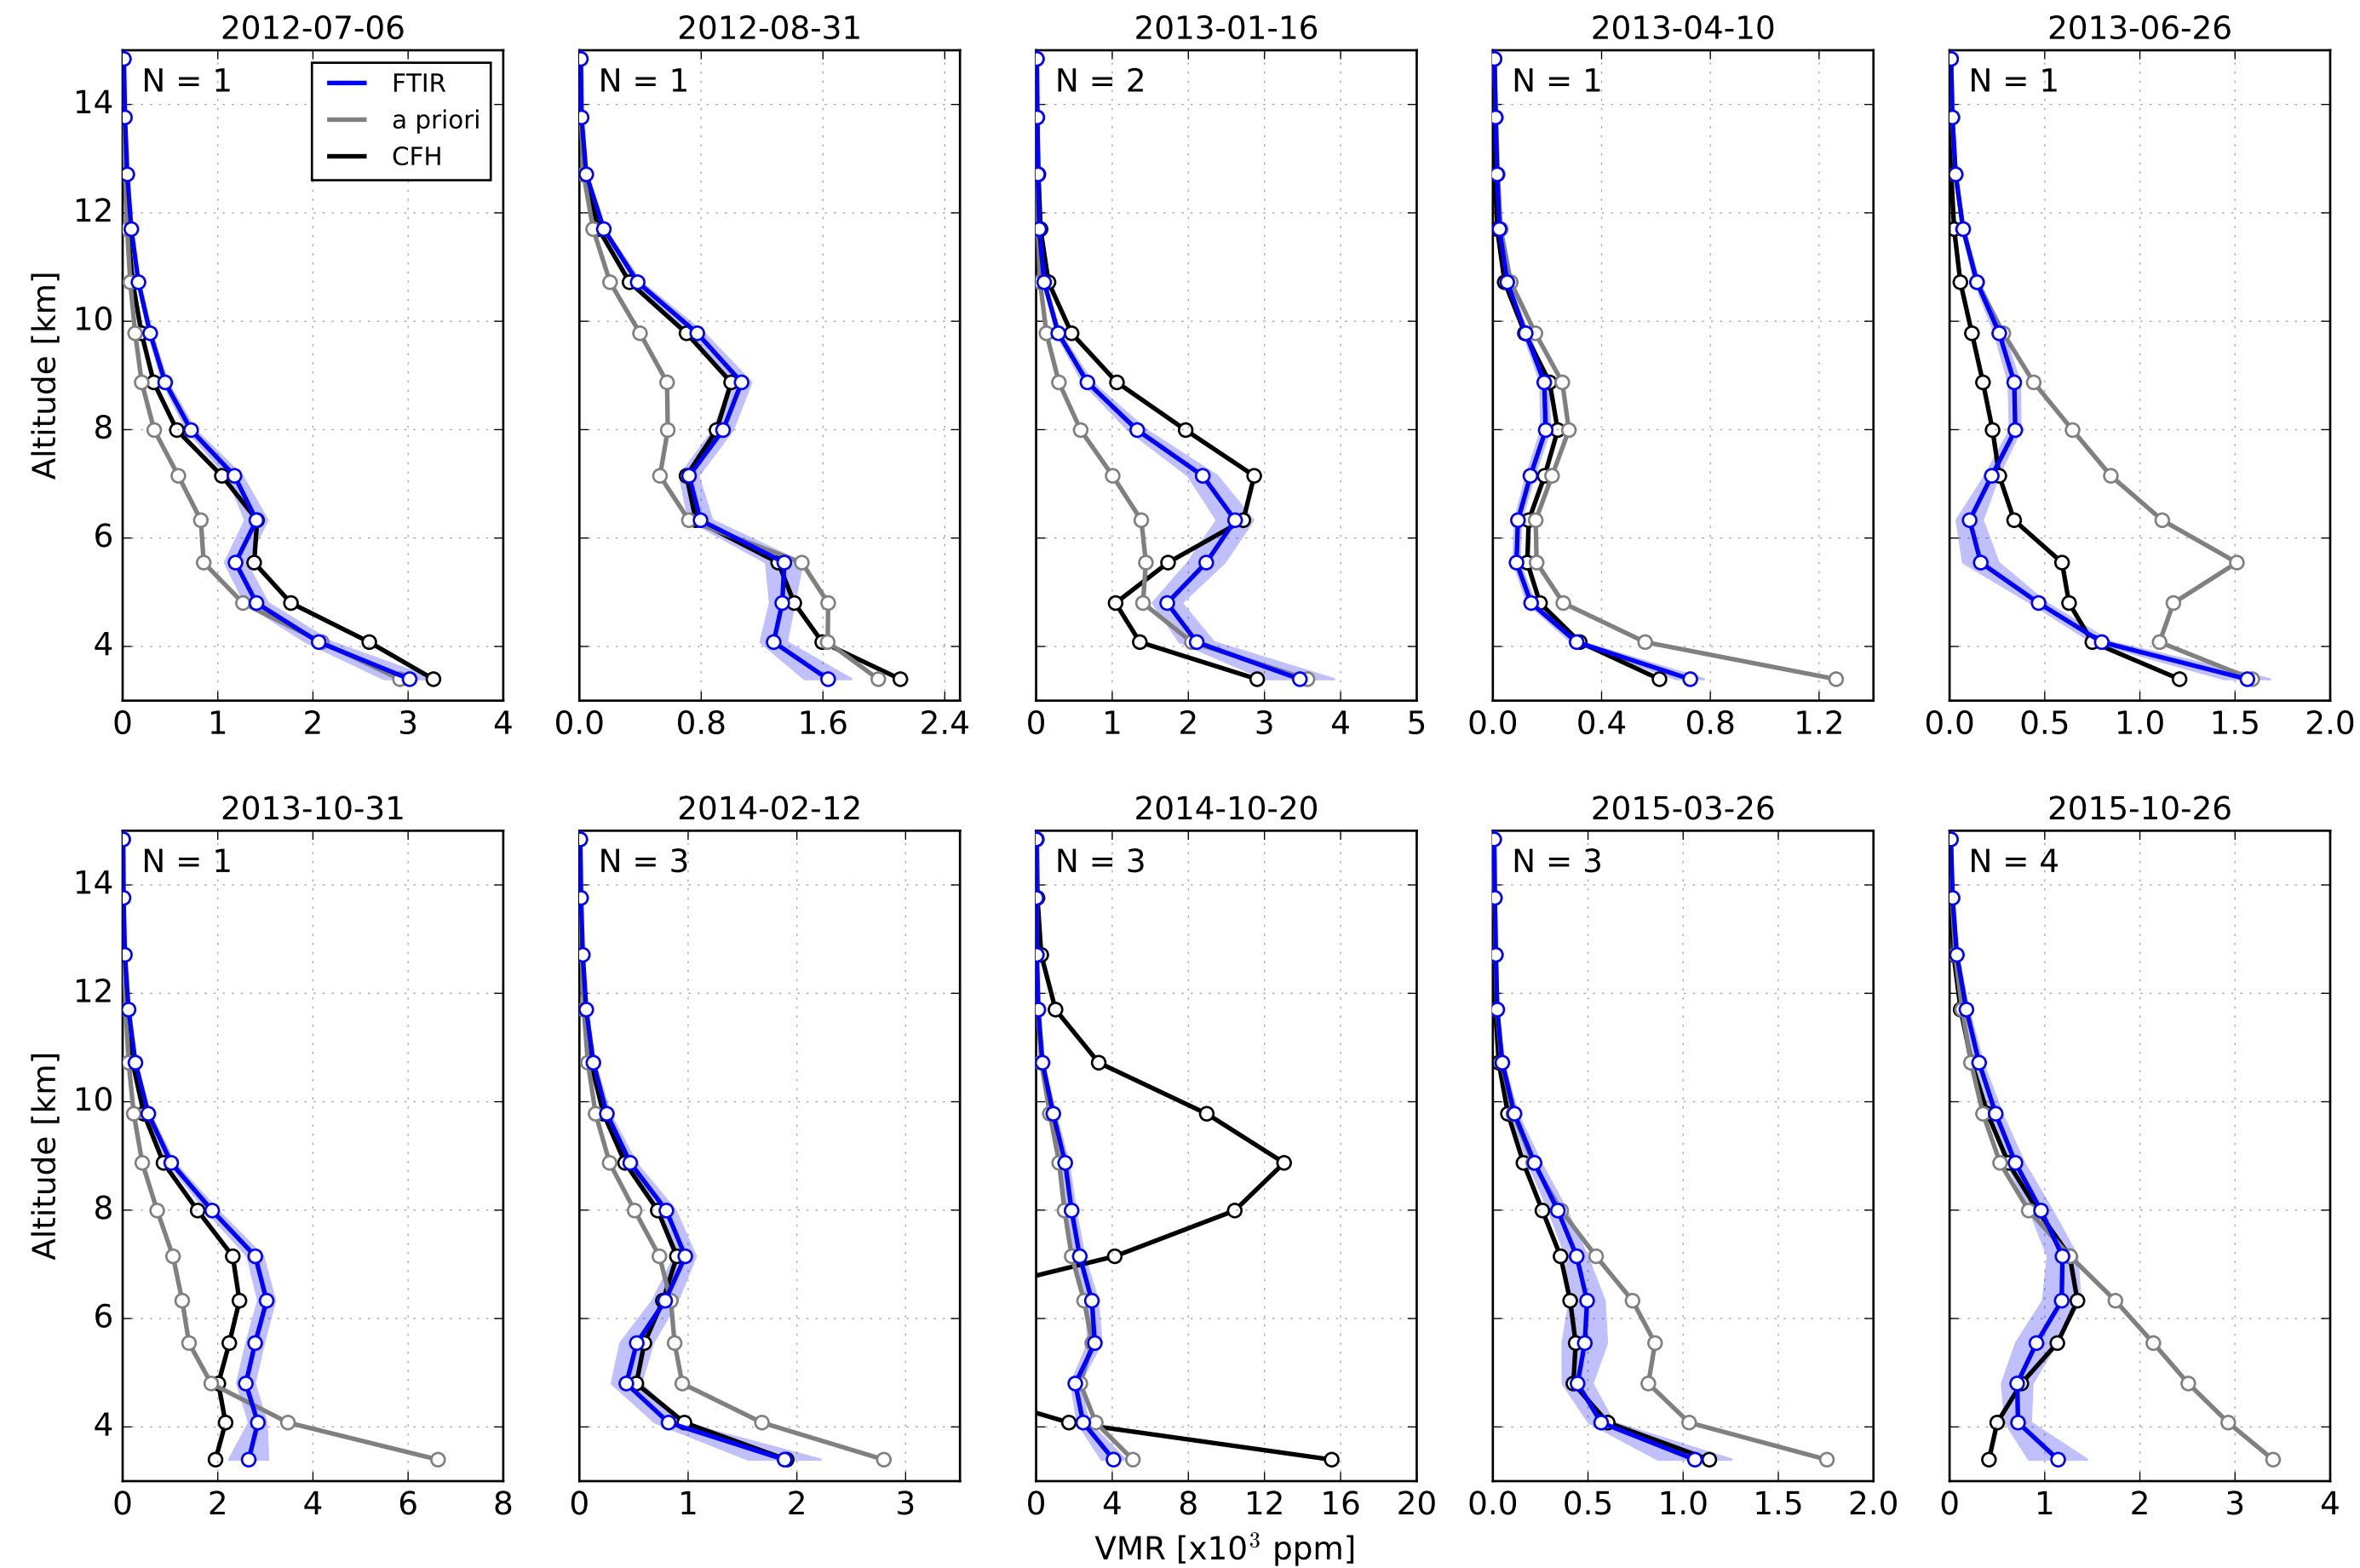 2012-07-06 2012-08-31 2013-01-16 2013-04-10 2013-06-26
N = 1 N = 1 N = 2 N = 1 N = 1
FTIR
a priori
CFH
14
12
10
8
6
4
Altitude [km]
0 1 2 3 4 0.0 0.8 1.6 2.4 0 1 2 3 4 5 0.0 0.4 0.8 1.2 0.0 0.5 1.0 1.5 2.0
2013-10-31 2014-02-12 2014-10-20 2015-03-26 2015-10-26
N = 1 N = 3 N = 3 N = 3 N = 4
14
12
10
8
6
4
Altitude [km]
0 2 4 6 8 0 1 2 3 0 4 8 12 16 20 0.0 0.5 1.0 1.5 2.0 0 1 2 3 4
VMR [x10³ ppm]